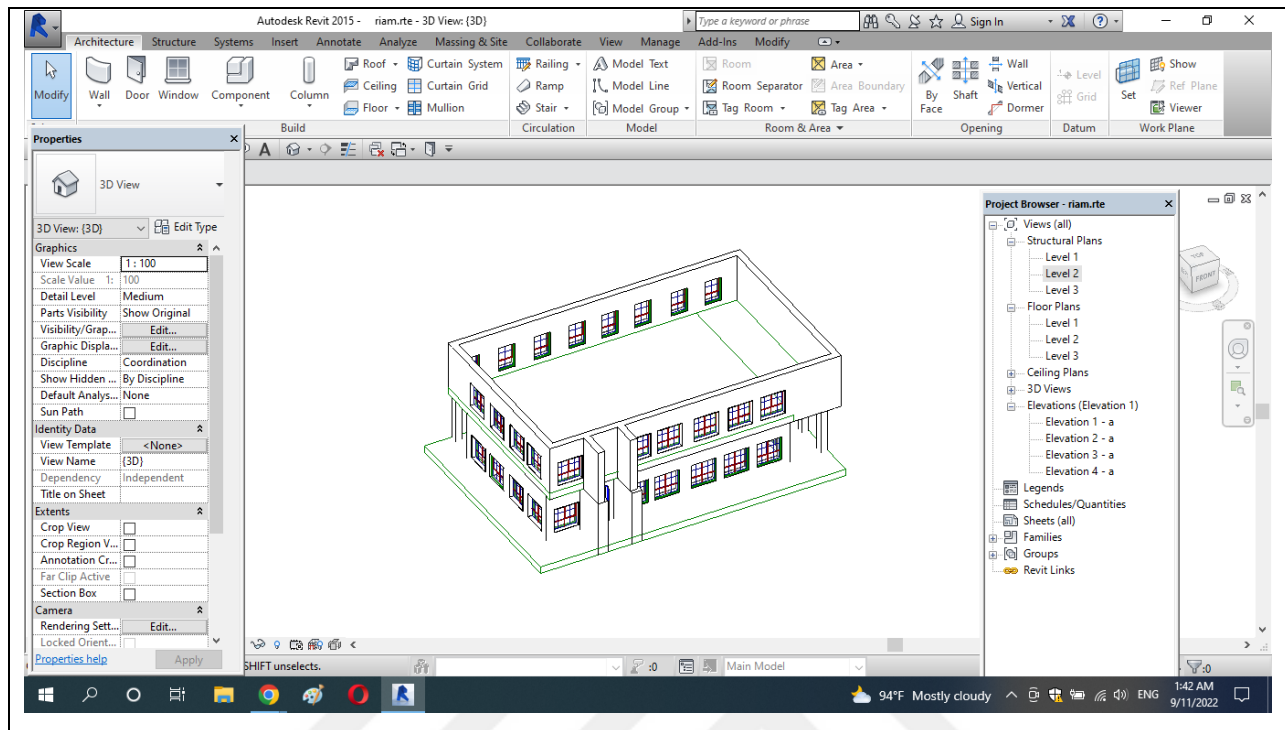 Autodesk Revit 2015 - riam.rte - 3D View: {3D}
Type a keyword or phrase
Sign In
Architecture Structure Systems Insert Annotate Analyze Massing & Site Collaborate View Manage Add-Ins Modify
Modify
Wall
Door
Window
Component
Column
Roof
Ceiling
Floor
Curtain System
Curtain Grid
Mullion
Railing
Ramp
Stair
Model Text
Model Line
Model Group
Room
Room Separator
Tag Room
Area
Area Boundary
Tag Area
By Face
Shaft
Wall
Vertical
Dormer
Level
Grid
Set
Show
Ref Plane
Viewer
Build
Circulation
Model
Room & Area
Opening
Datum
Work Plane
Properties
3D View
3D View: {3D}
Edit Type
Graphics
View Scale 1 : 100
Scale Value 1: 100
Detail Level Medium
Parts Visibility Show Original
Visibility/Grap... Edit...
Graphic Displa... Edit...
Discipline Coordination
Show Hidden ... By Discipline
Default Analys... None
Sun Path
Identity Data
View Template <None>
View Name {3D}
Dependency Independent
Title on Sheet
Extents
Crop View
Crop Region V...
Annotation Cr...
Far Clip Active
Section Box
Camera
Rendering Sett... Edit...
Locked Orient...
Properties help
Apply
Project Browser - riam.rte
Views (all)
Structural Plans
Level 1
Level 2
Level 3
Floor Plans
Level 1
Level 2
Level 3
Ceiling Plans
3D Views
Elevations (Elevation 1)
Elevation 1 - a
Elevation 2 - a
Elevation 3 - a
Elevation 4 - a
Legends
Schedules/Quantities
Sheets (all)
Families
Groups
Revit Links
TOP
FRONT
SHIFT unselects.
:0
Main Model
:0
94°F Mostly cloudy
ENG
1:42 AM
9/11/2022